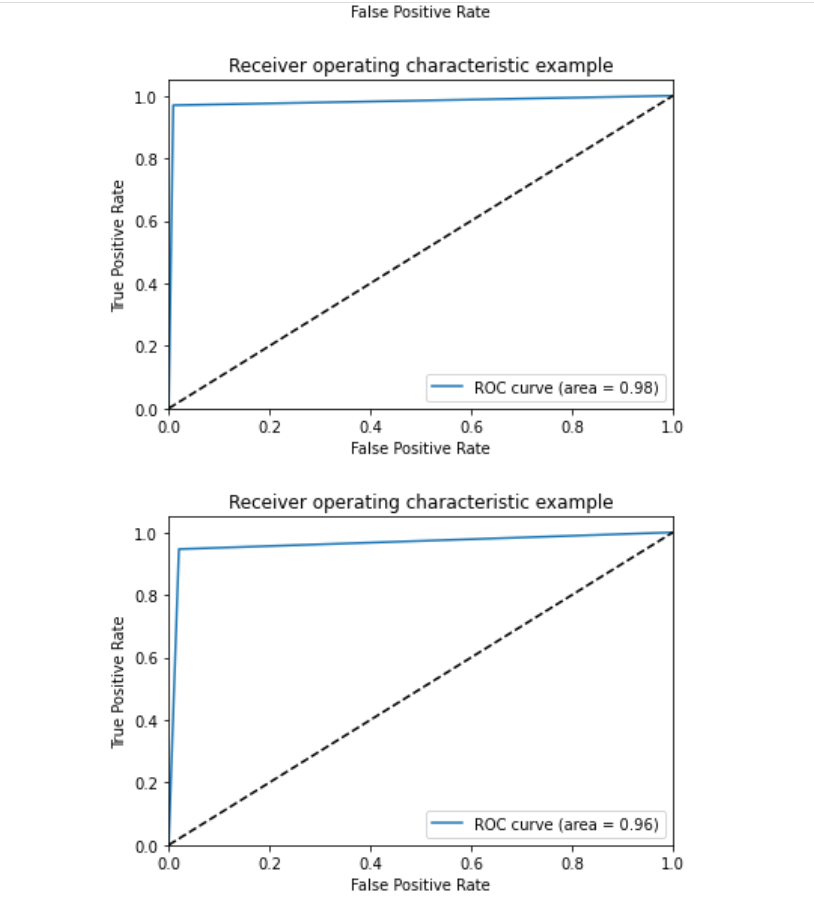 False Positive Rate
Receiver operating characteristic example
1.0
0.8
0.6
0.4
0.2
0.0
True Positive Rate
ROC curve (area = 0.98)
0.0 0.2 0.4 0.6 0.8 1.0
False Positive Rate
Receiver operating characteristic example
1.0
0.8
0.6
0.4
0.2
0.0
True Positive Rate
ROC curve (area = 0.96)
0.0 0.2 0.4 0.6 0.8 1.0
False Positive Rate